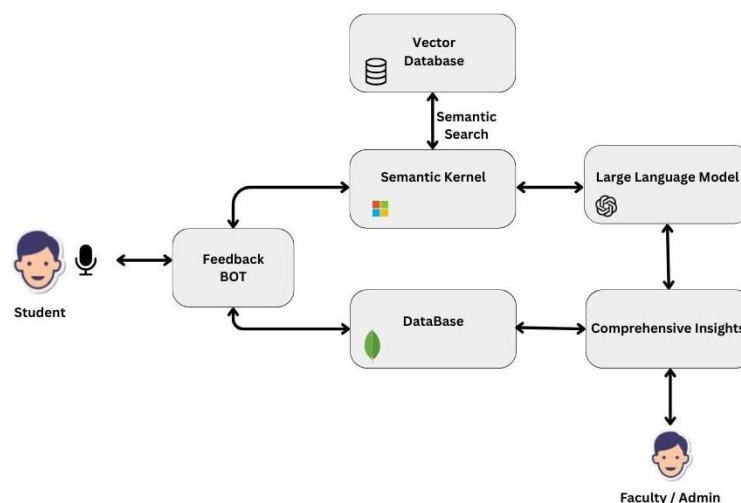 Vector
Database
Semantic
Search
Semantic Kernel
Large Language Model
Feedback
BOT
Student
DataBase
Comprehensive Insights
Faculty / Admin